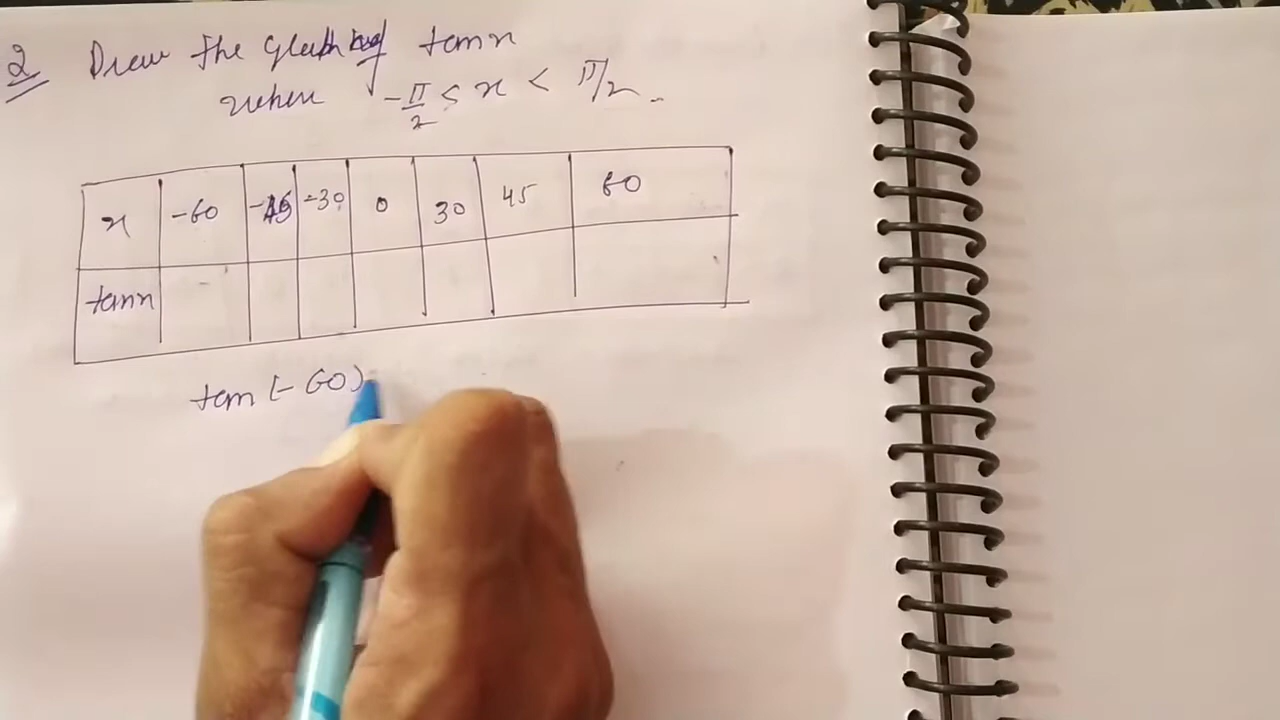 2 Draw the graph of tan x
when -π/2 ≤ x < π/2.
x -60 -45 -30 0 30 45 60
tan x
tan (-60)